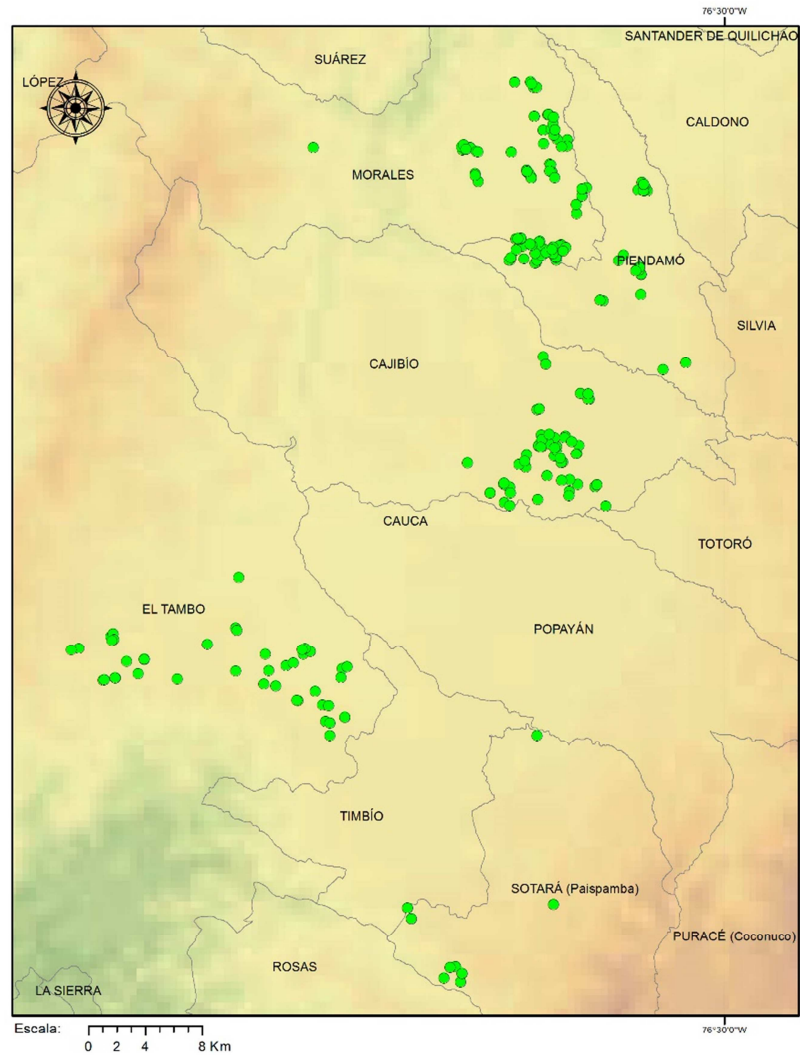 76°30'0"W
SANTANDER DE QUILICHAO
SUÁREZ
LÓPEZ
CALDONO
MORALES
PIENDAMÓ
SILVIA
CAJIBÍO
CAUCA
TOTORÓ
EL TAMBO
POPAYÁN
TIMBÍO
SOTARÁ (Paispamba)
PURACÉ (Coconuco)
ROSAS
LA SIERRA
Escala:
0 2 4 8 Km
76°30'0"W